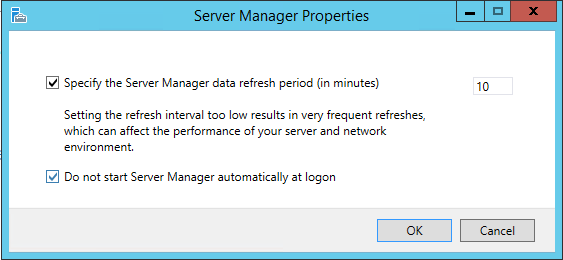 Server Manager Properties
Specify the Server Manager data refresh period (in minutes) 10
Setting the refresh interval too low results in very frequent refreshes,
which can affect the performance of your server and network
environment.
Do not start Server Manager automatically at logon
OK Cancel